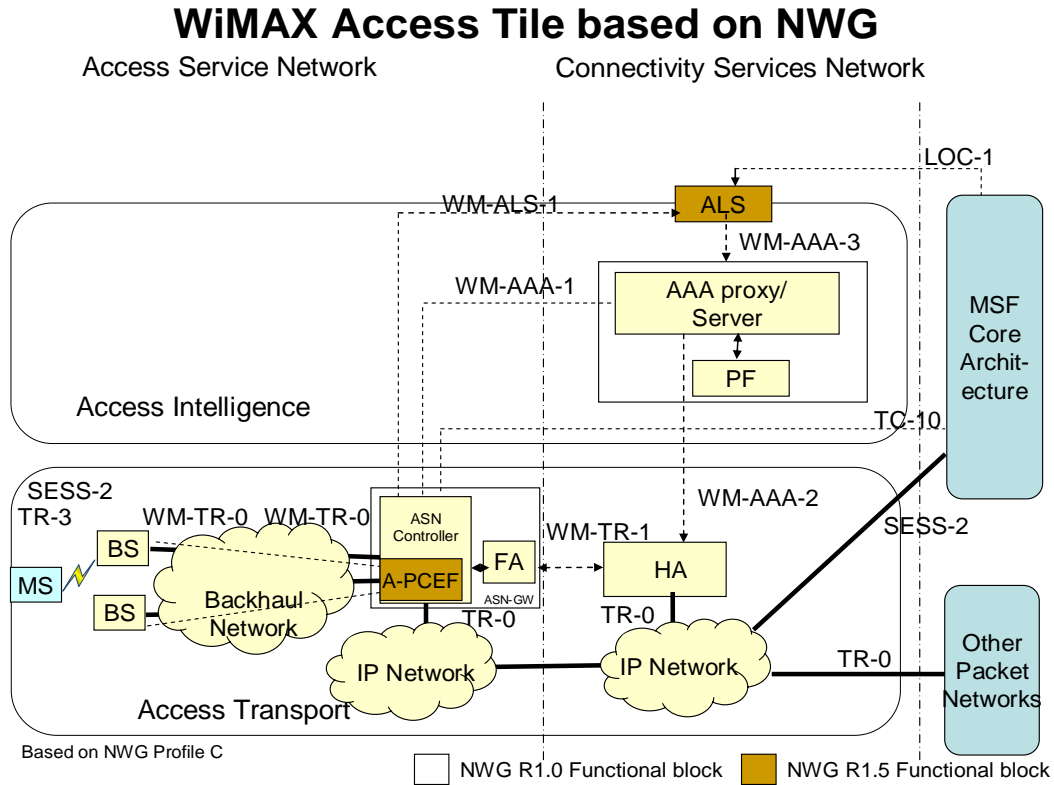 WiMAX Access Tile based on NWG
Access Service Network
Connectivity Services Network
LOC-1
WM-ALS-1
ALS
WM-AAA-3
WM-AAA-1
AAA proxy/
Server
PF
MSF
Core
Archit-
ecture
Access Intelligence
TC-10
SESS-2
TR-3
WM-TR-0
WM-TR-0
ASN
Controller
WM-AAA-2
SESS-2
BS
MS
BS
Backhaul
Network
A-PCEF
FA
ASN-GW
WM-TR-1
HA
TR-0
TR-0
IP Network
IP Network
TR-0
Other
Packet
Networks
Access Transport
Based on NWG Profile C
NWG R1.0 Functional block
NWG R1.5 Functional block